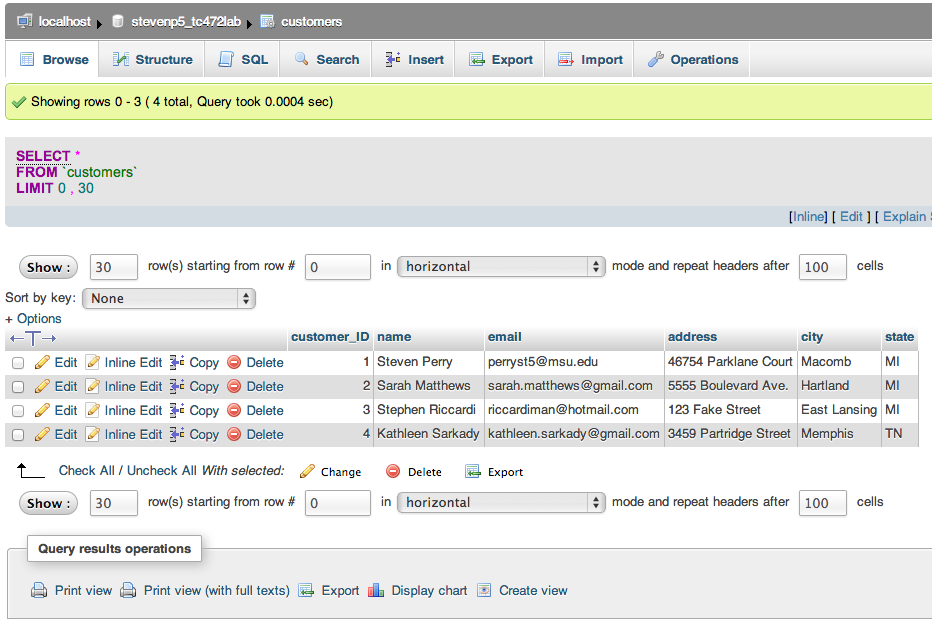 localhost stevenp5_tc472lab customers
Browse Structure SQL Search Insert Export Import Operations
Showing rows 0 - 3 ( 4 total, Query took 0.0004 sec)
SELECT *
FROM `customers`
LIMIT 0 , 30
[Inline] [ Edit ] [ Explain
Show : 30 row(s) starting from row # 0 in horizontal mode and repeat headers after 100 cells
Sort by key: None
+ Options
←T→ customer_ID name email address city state
Edit Inline Edit Copy Delete 1 Steven Perry perryst5@msu.edu 46754 Parklane Court Macomb MI
Edit Inline Edit Copy Delete 2 Sarah Matthews sarah.matthews@gmail.com 5555 Boulevard Ave. Hartland MI
Edit Inline Edit Copy Delete 3 Stephen Riccardi riccardiman@hotmail.com 123 Fake Street East Lansing MI
Edit Inline Edit Copy Delete 4 Kathleen Sarkady kathleen.sarkady@gmail.com 3459 Partridge Street Memphis TN
Check All / Uncheck All With selected: Change Delete Export
Show : 30 row(s) starting from row # 0 in horizontal mode and repeat headers after 100 cells
Query results operations
Print view Print view (with full texts) Export Display chart Create view